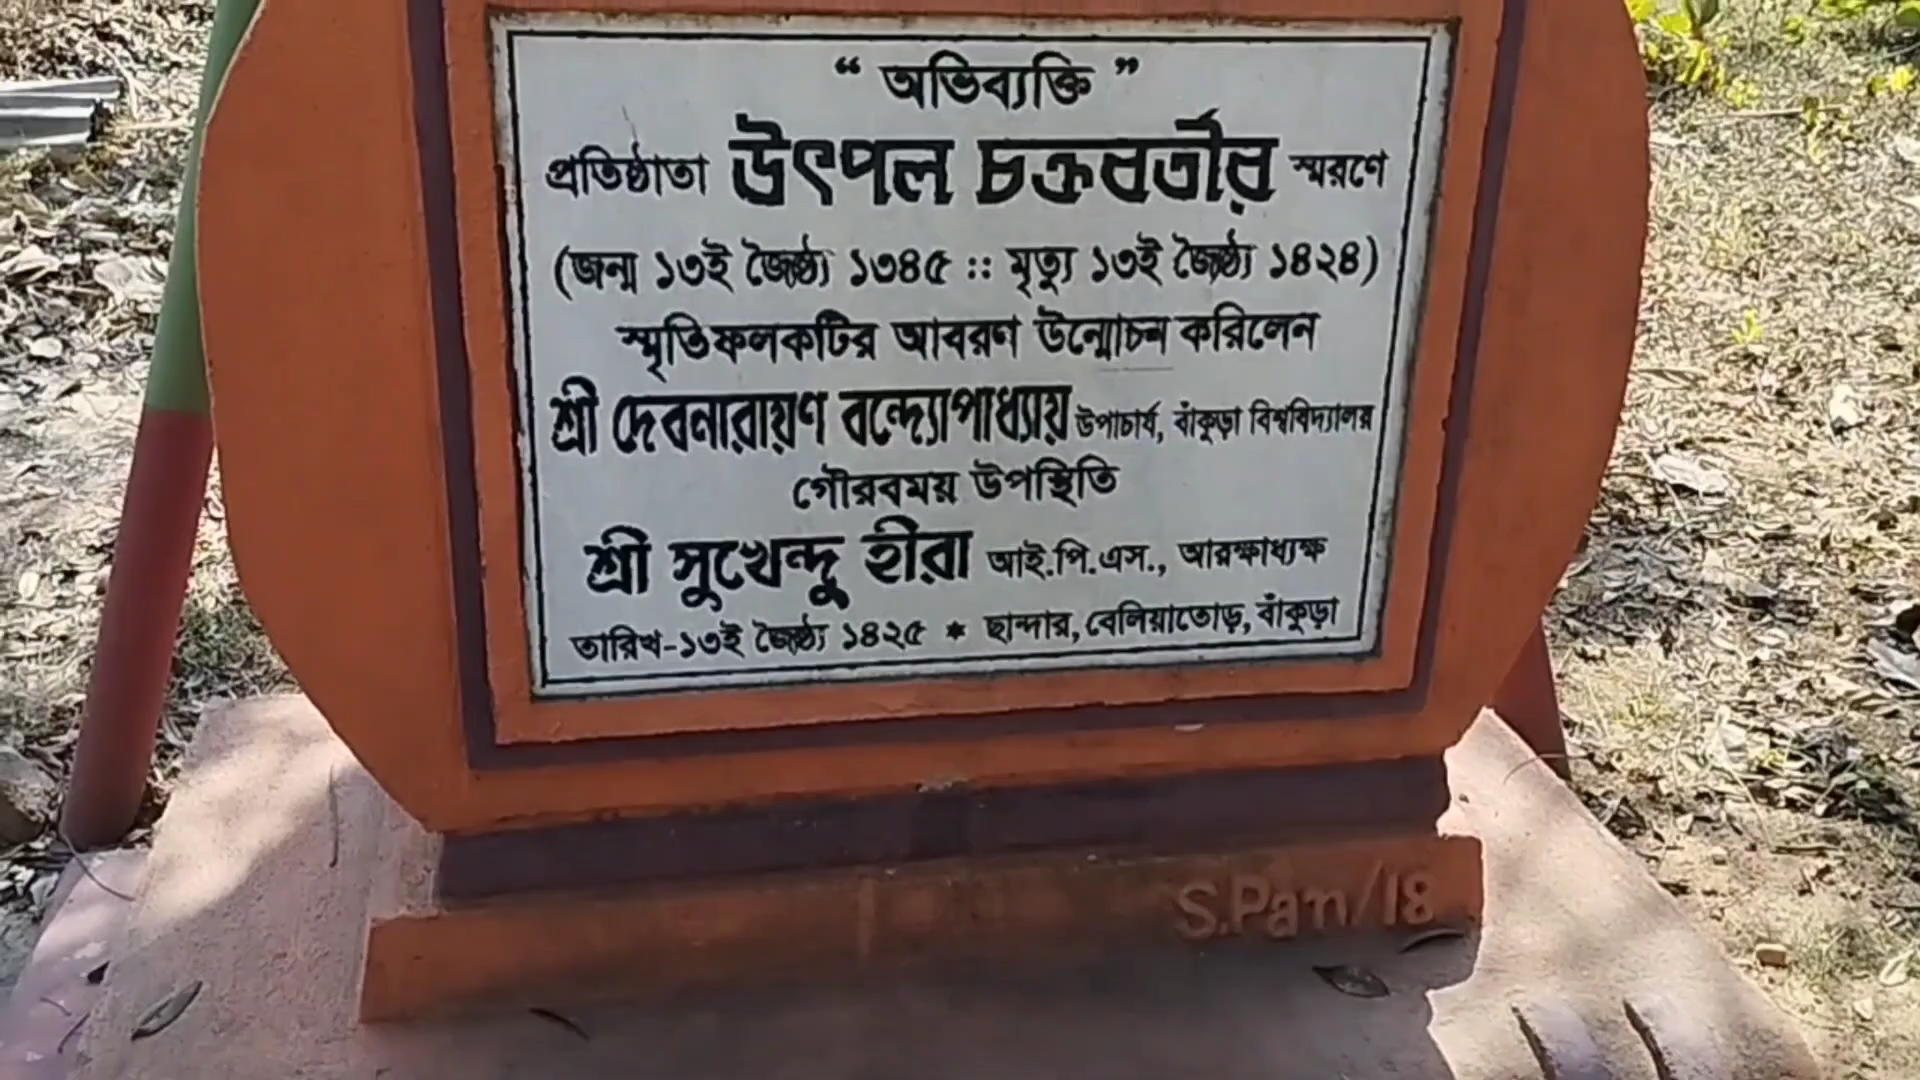 “ অভিব্যক্তি ”
প্রতিষ্ঠাতা উৎপল চক্রবর্তীর স্মরণে
(জন্ম ১৩ই জ্যৈষ্ঠ্য ১৩৪৫ :: মৃত্যু ১৩ই জ্যৈষ্ঠ্য ১৪২৪)
স্মৃতিফলকটির আবরণ উন্মোচন করিলেন
শ্রী দেবনারায়ণ বন্দ্যোপাধ্যায় উপাচার্য, বাঁকুড়া বিশ্ববিদ্যালয়
গৌরবময় উপস্থিতি
শ্রী সুখেন্দু হীরা আই.পি.এস., আরক্ষাধ্যক্ষ
তারিখ-১৩ই জ্যৈষ্ঠ্য ১৪২৫ * ছান্দার, বেলিয়াতোড়, বাঁকুড়া
S.Pan/18